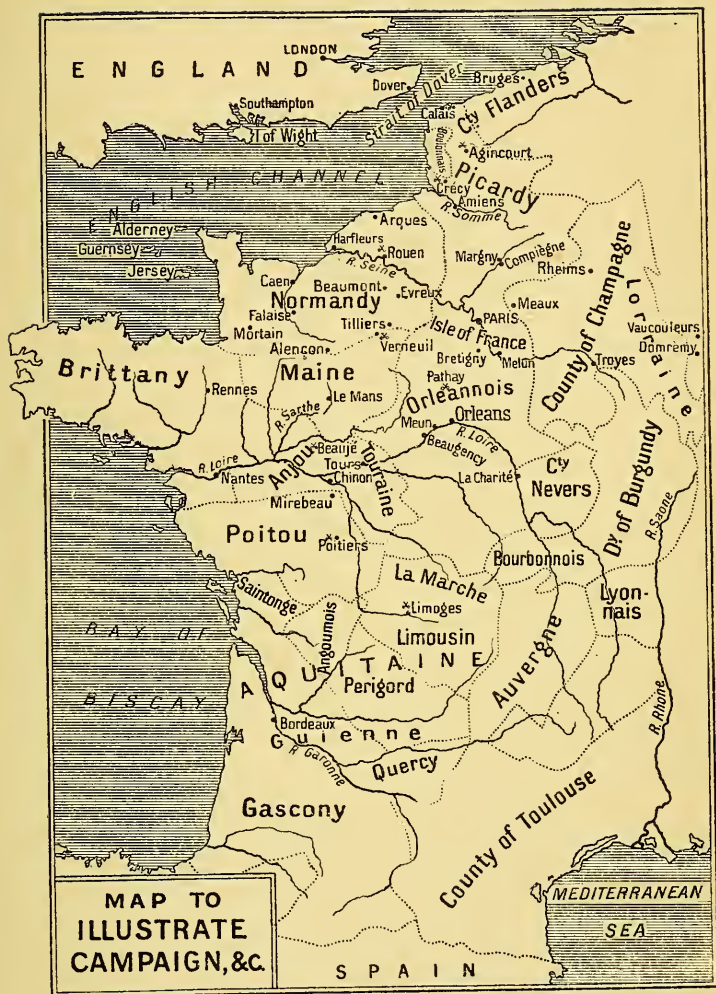 LONDON
ENGLAND
Dover
Strait of Dover
Bruges
Cty Flanders
Southampton
I of Wight
Calais
Boulonnais
Agincourt
Picardy
Crécy
Amiens
R. Somme
ENGLISH CHANNEL
Alderney
Guernsey
Jersey
Arques
Harfleurs
Rouen
R. Seine
Margny
Compiègne
Rheims
Caen
Beaumont
Evreux
Normandy
Falaise
Tilliers
Mortain
Verneuil
Alençon
Isle of France
PARIS
Meaux
Bretigny
Melun
County of Champagne
Lorraine
Vaucouleurs
Domremy
Troyes
Brittany
Rennes
Maine
R. Sarthe
Le Mans
Pathay
Orleannois
Meun
Orleans
R. Loire
Beaugency
R. Loire
Nantes
Anjou
Beaujé
Tours
Chinon
Touraine
La Charité
Cty
Nevers
Dy. of Burgundy
R. Saone
Mirebeau
Poitou
Poitiers
Bourbonnois
La Marche
Lyon-
nais
Saintonge
Limoges
Angoumois
Limousin
Auvergne
BAY OF
BISCAY
AQUITAINE
Perigord
Bordeaux
Guienne
R. Garonne
Quercy
R. Rhone
Gascony
County of Toulouse
MEDITERRANEAN
SEA
MAP TO
ILLUSTRATE
CAMPAIGN, &C.
SPAIN